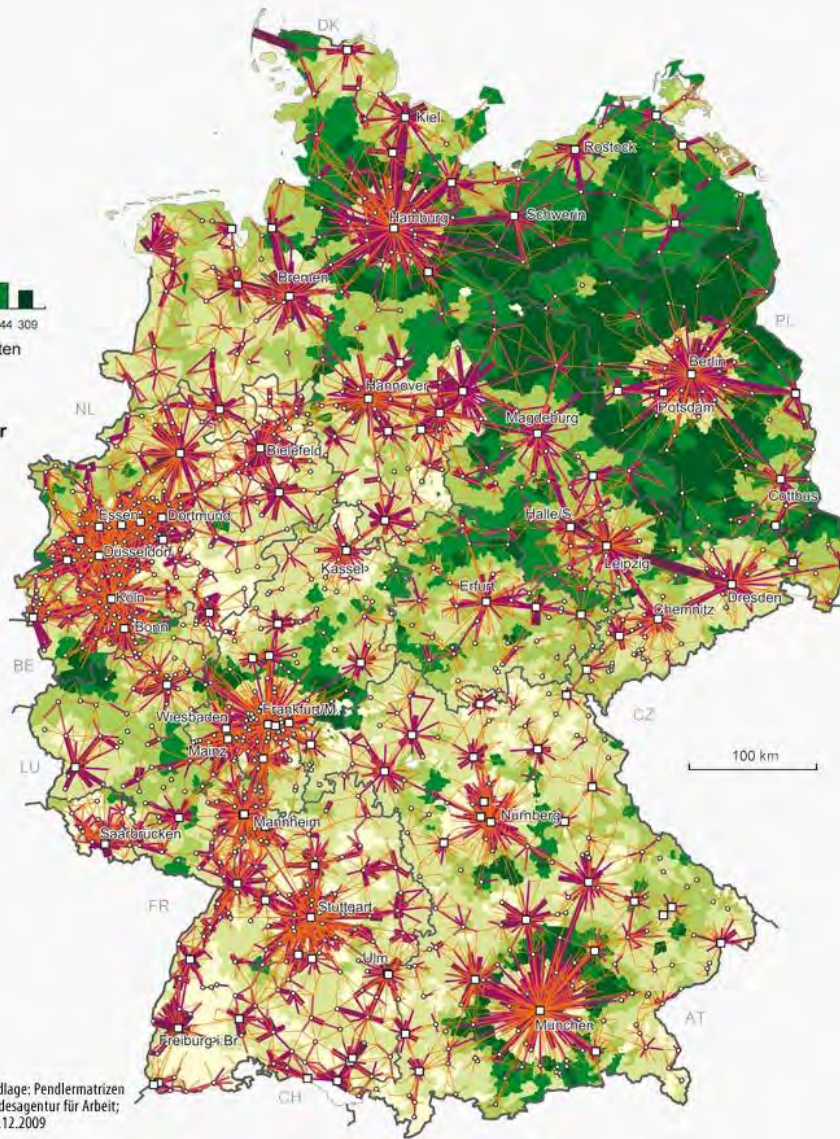 DK
Kiel
Rostock
Hamburg
Schwerin
Bremen
44 309
ten
PL
Berlin
NL
Hannover
Potsdam
r
Magdeburg
Bielefeld
Cottbus
Essen
Dortmund
Halle/S.
Düsseldorf
Leipzig
Kassel
Erfurt
Dresden
Köln
Chemnitz
Bonn
BE
Wiesbaden
Frankfurt/M.
CZ
Mainz
100 km
LU
Mannheim
Nürnberg
Saarbrücken
FR
Stuttgart
Ulm
München
AT
Freiburg i.Br.
CH
dlage: Pendlermatrizen
desagentur für Arbeit;
.12.2009